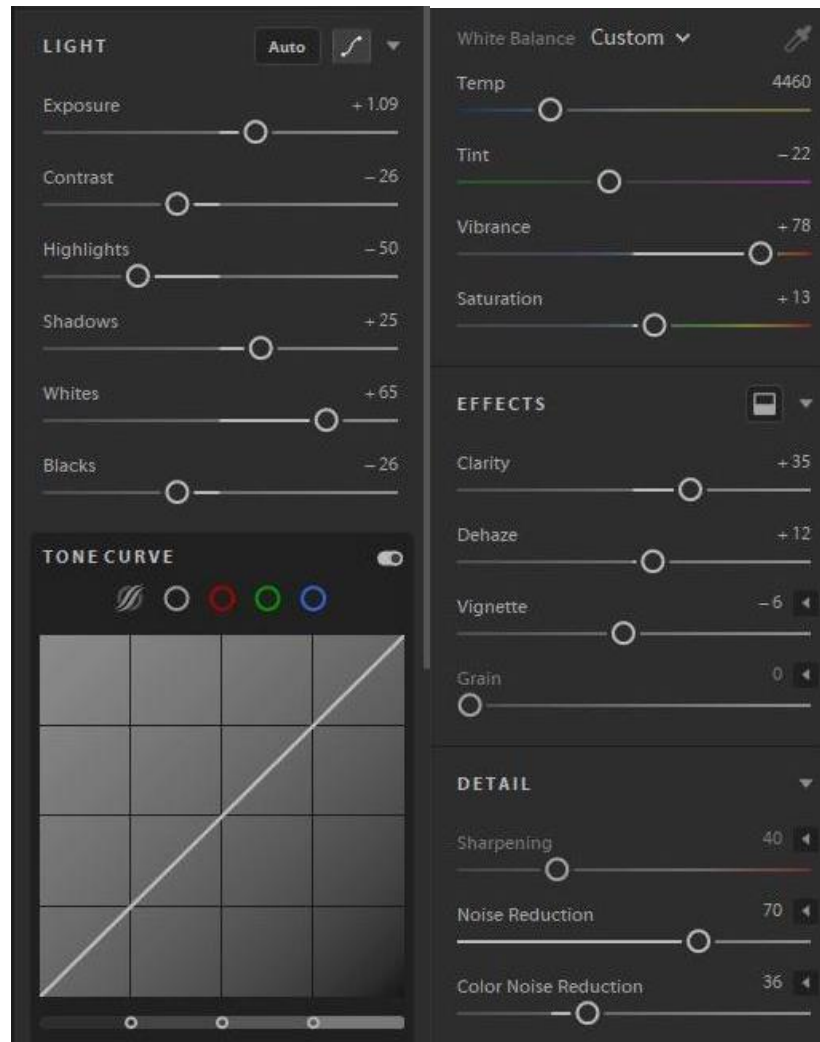 LIGHT
Auto
Exposure
+ 1.09
Contrast
– 26
Highlights
– 50
Shadows
+ 25
Whites
+ 65
Blacks
– 26
TONE CURVE
White Balance Custom
Temp
4460
Tint
– 22
Vibrance
+ 78
Saturation
+ 13
EFFECTS
Clarity
+ 35
Dehaze
+ 12
Vignette
– 6
Grain
0
DETAIL
Sharpening
40
Noise Reduction
70
Color Noise Reduction
36